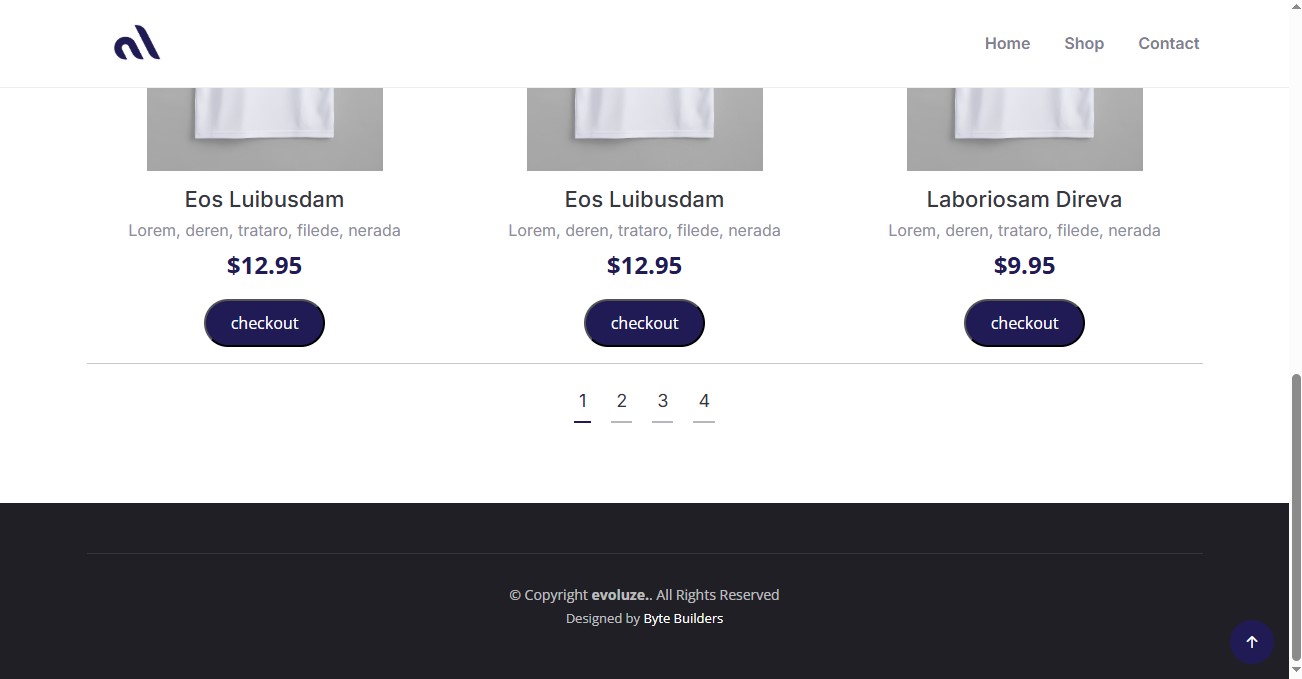 Home Shop Contact
Eos Luibusdam
Lorem, deren, trataro, filede, nerada
$12.95
checkout
Eos Luibusdam
Lorem, deren, trataro, filede, nerada
$12.95
checkout
Laboriosam Direva
Lorem, deren, trataro, filede, nerada
$9.95
checkout
1 2 3 4
© Copyright evoluze.. All Rights Reserved
Designed by Byte Builders